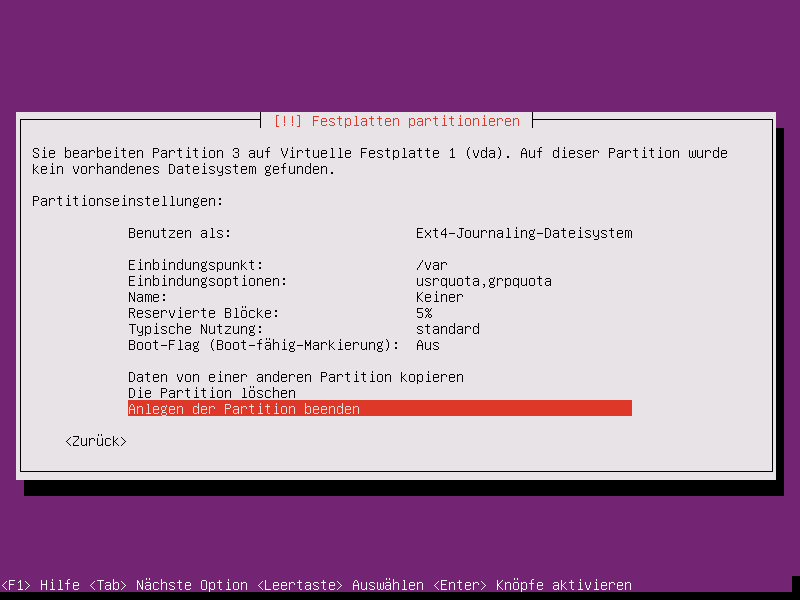 [!!] Festplatten partitionieren
Sie bearbeiten Partition 3 auf Virtuelle Festplatte 1 (vda). Auf dieser Partition wurde
kein vorhandenes Dateisystem gefunden.
Partitionseinstellungen:
Benutzen als: Ext4-Journaling-Dateisystem
Einbindungspunkt: /var
Einbindungsoptionen: usrquota,grpquota
Name: Keiner
Reservierte Blöcke: 5%
Typische Nutzung: standard
Boot-Flag (Boot-fähig-Markierung): Aus
Daten von einer anderen Partition kopieren
Die Partition löschen
Anlegen der Partition beenden
<Zurück>
<F1> Hilfe <Tab> Nächste Option <Leertaste> Auswählen <Enter> Knöpfe aktivieren